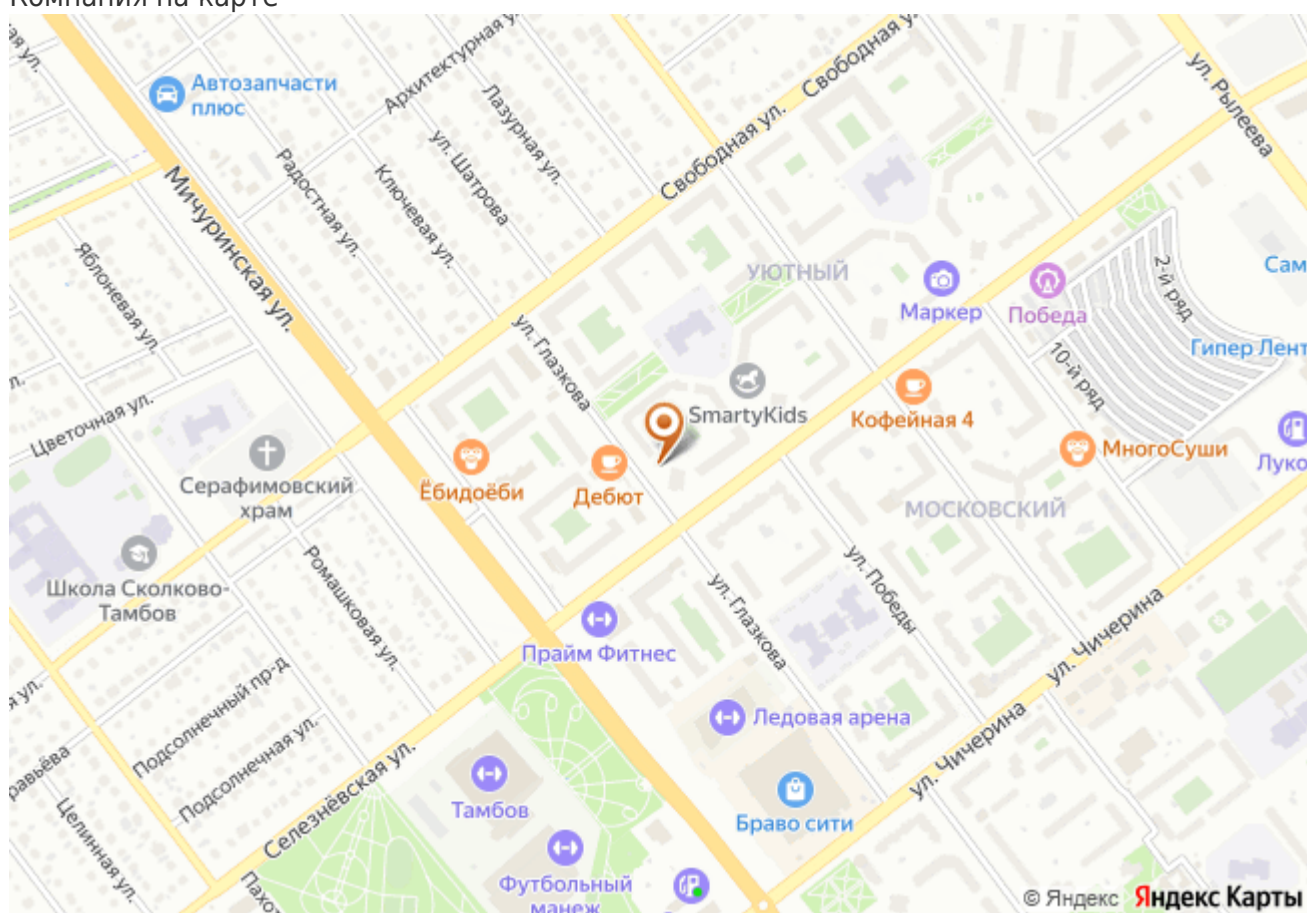 Компания на карте
Автозапчасти
плюс
Архитектурная
Лазурная ул.
ул. Шатрова
Ключевая ул.
Радостная ул.
Свободная ул.
Свободная
ул. Рылеева
Мичуринская ул.
Яблоневая ул.
Цветочная ул.
УЮТНЫЙ
Маркер
Победа
2-й ряд
10-й ряд
Сам
Гипер Лент
ул. Глазкова
SmartyKids
Кофейная 4
МногоСуши
Луко
Серафимовский
храм
Ёбидоёби
Дебют
МОСКОВСКИЙ
Школа Сколково-
Тамбов
Ромашковая ул.
Прайм Фитнес
ул. Глазкова
ул. Победы
ул. Чичерина
Подсолнечный пр-д
Подсолнечная ул.
Ледовая арена
ул. Чичерина
Селезнёвская ул.
Тамбов
Браво сити
Целинная ул.
Футбольный
манеж
© Яндекс Яндекс Карты